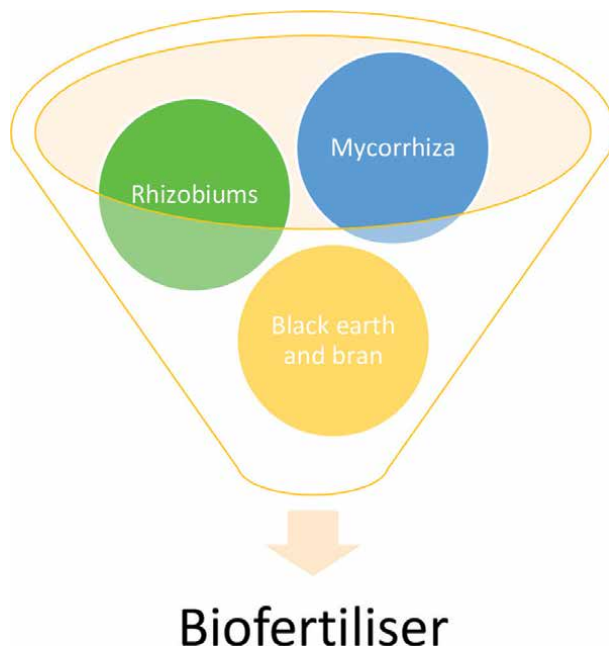 Mycorrhiza
Rhizobiums
Black earth
and bran
Biofertiliser